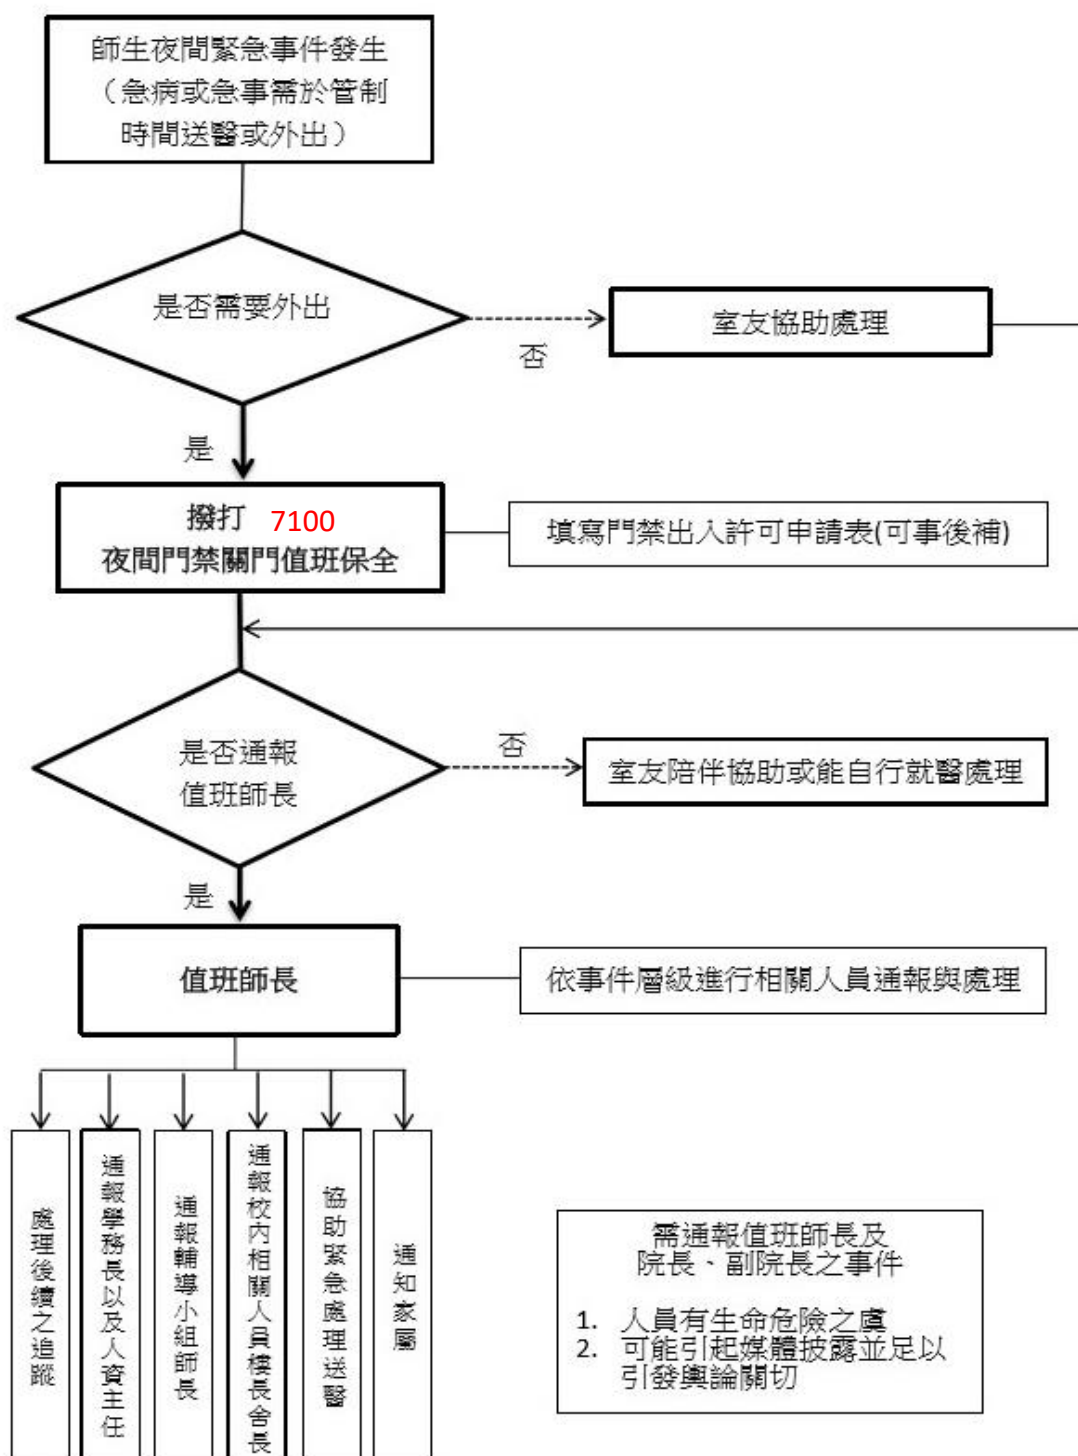 師生夜間緊急事件發生
（急病或急事需於管制
時間送醫或外出）
是否需要外出
否
室友協助處理
是
撥打 7100
夜間門禁關門值班保全
填寫門禁出入許可申請表(可事後補)
是否通報
值班師長
否
室友陪伴協助或能自行就醫處理
是
值班師長
依事件層級進行相關人員通報與處理
處理後續之追蹤
通報學務長以及人資主任
通報輔導小組師長
通報校內相關人員樓長舍長
協助緊急處理送醫
通知家屬
需通報值班師長及
院長、副院長之事件
1. 人員有生命危險之虞
2. 可能引起媒體披露並足以
引發輿論關切